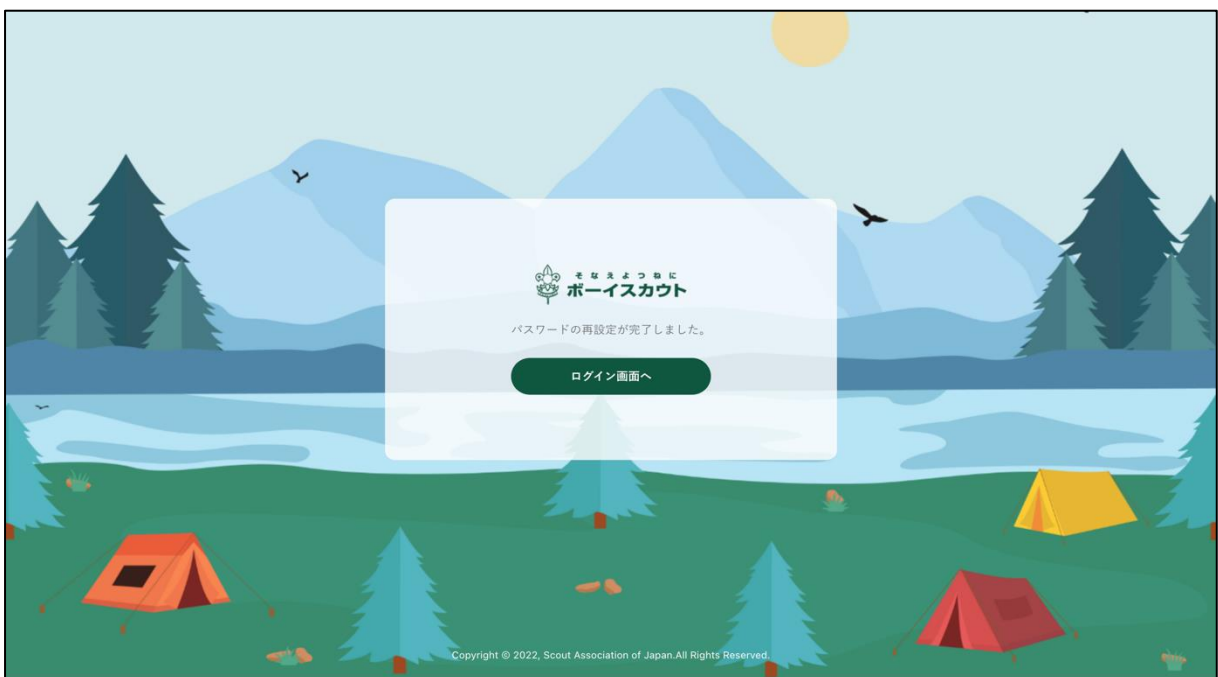 そなえよつねに
ボーイスカウト
パスワードの再設定が完了しました。
ログイン画面へ
Copyright © 2022, Scout Association of Japan.All Rights Reserved.